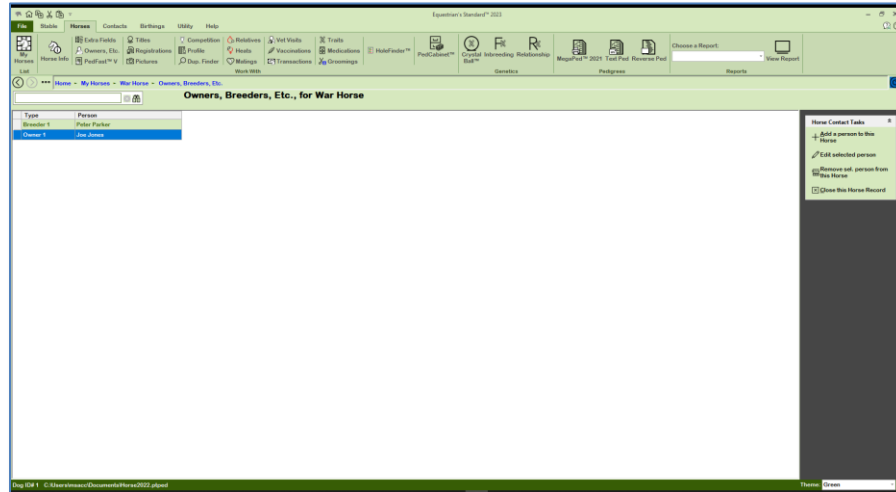 Equestrian's Standard™ 2023
File Stable Horses Contacts Birthings Utility Help
My Horses
Horse Info
Extra Fields
Owners, Etc.
PedFast™ V
Titles
Registrations
Pictures
Profile
Dup. Finder
Competition
Heats
Matings
Relatives
Vaccinations
Transactions
Vet Visits
Medications
Groomings
Traits
HoloFinder™
PedCabinet™
Crystal Ball™
Inbreeding
Relationship
MegaPed™ 2021
Text Ped
Reverse Ped
Choose a Report:
View Report
List
Work With
Genetics
Pedigrees
Reports
Home ~ My Horses ~ War Horse ~ Owners, Breeders, Etc.
Owners, Breeders, Etc., for War Horse
Type Person
Breeder 1 Peter Parker
Owner 1 Joe Jones
Horse Contact Tasks
Add a person to this Horse
Edit selected person
Remove sel. person from this Horse
Close this Horse Record
Dog ID# 1 C:\Users\msacc\Documents\Horse2022.ptped
Theme: Green